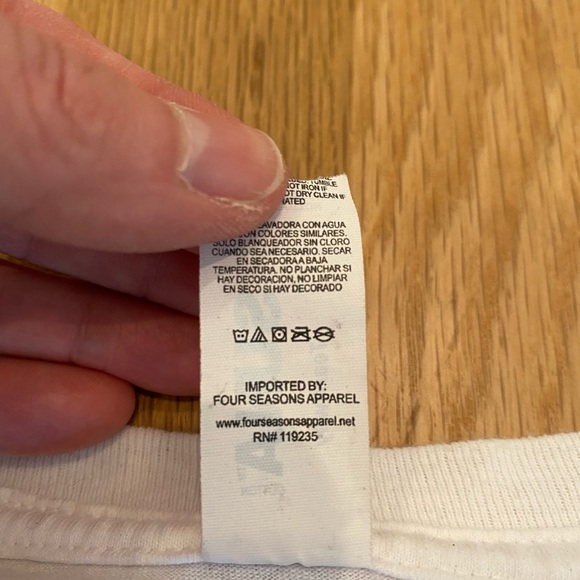 TUMBLE
NOT IRON IF
NOT DRY CLEAN IF
LAVADORA CON AGUA
CON COLORES SIMILARES.
SOLO BLANQUEADOR SIN CLORO
CUANDO SEA NECESARIO. SECAR
EN SECADORA A BAJA
TEMPERATURA. NO PLANCHAR SI
HAY DECORACION, NO LIMPIAR
EN SECO SI HAY DECORADO
IMPORTED BY:
FOUR SEASONS APPAREL
www.fourseasonsapparel.net
RN# 119235